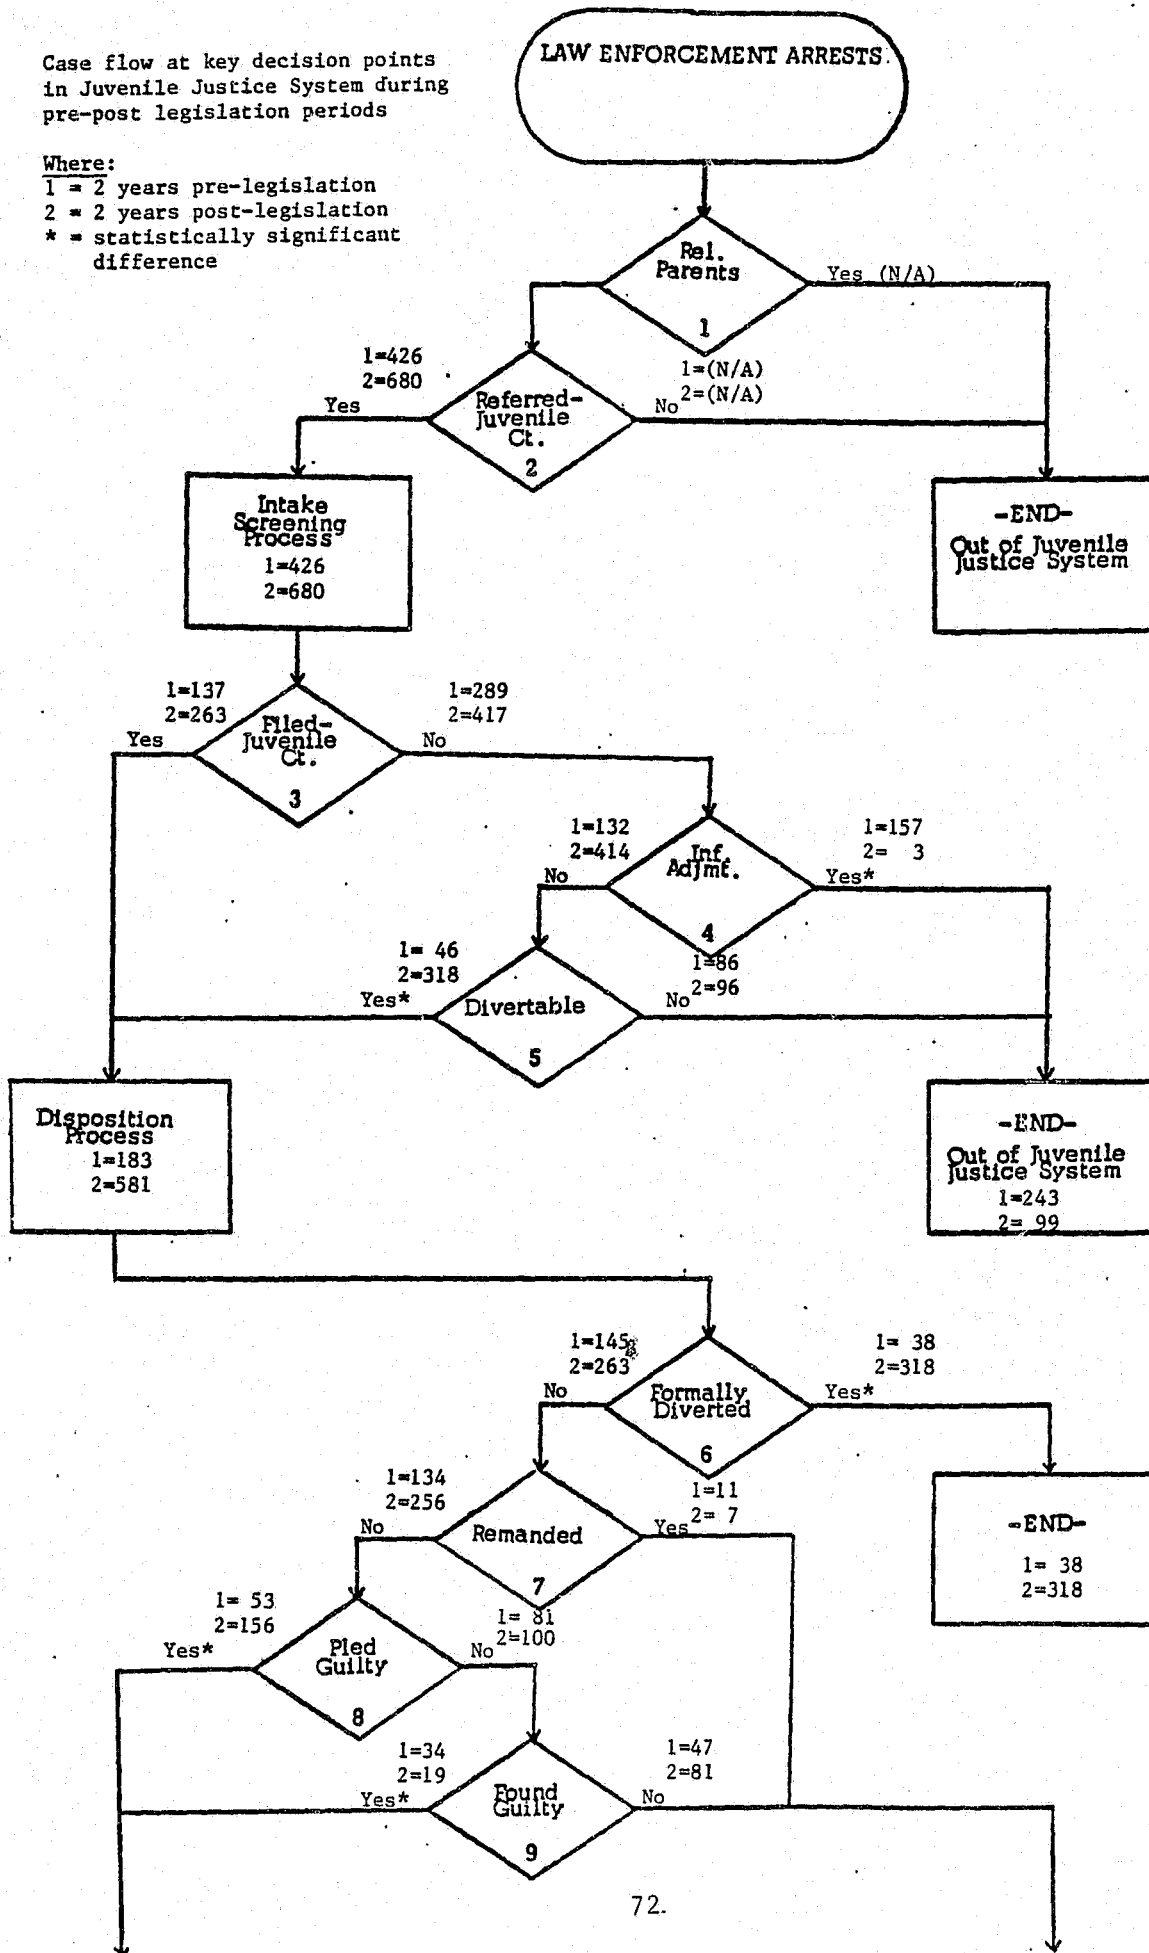 LAW ENFORCEMENT ARRESTS
Case flow at key decision points
in Juvenile Justice System during
pre-post legislation periods
Where:
1 = 2 years pre-legislation
2 = 2 years post-legislation
* = statistically significant
difference
Rel.
Parents
1
Yes (N/A)
1=(N/A)
2=(N/A)
No
1=426
2=680
Yes
Referred-
Juvenile
Ct.
2
Intake
Screening
Process
1=426
2=680
-END-
Out of Juvenile
Justice System
1=137
2=263
Yes
Filed-
Juvenile
Ct.
3
1=289
2=417
No
1=132
2=414
No
Inf.
Adjmt.
4
1=157
2= 3
Yes*
1= 46
2=318
Yes*
Divertable
5
1=86
2=96
No
Disposition
Process
1=183
2=581
-END-
Out of Juvenile
Justice System
1=243
2= 99
1=145
2=263
No
Formally
Diverted
6
1= 38
2=318
Yes*
1=134
2=256
No
Remanded
7
1=11
2= 7
Yes
-END-
1= 38
2=318
1= 53
2=156
Yes*
Pled
Guilty
8
1= 81
2=100
No
1=34
2=19
Yes*
Found
Guilty
9
1=47
2=81
No
72.